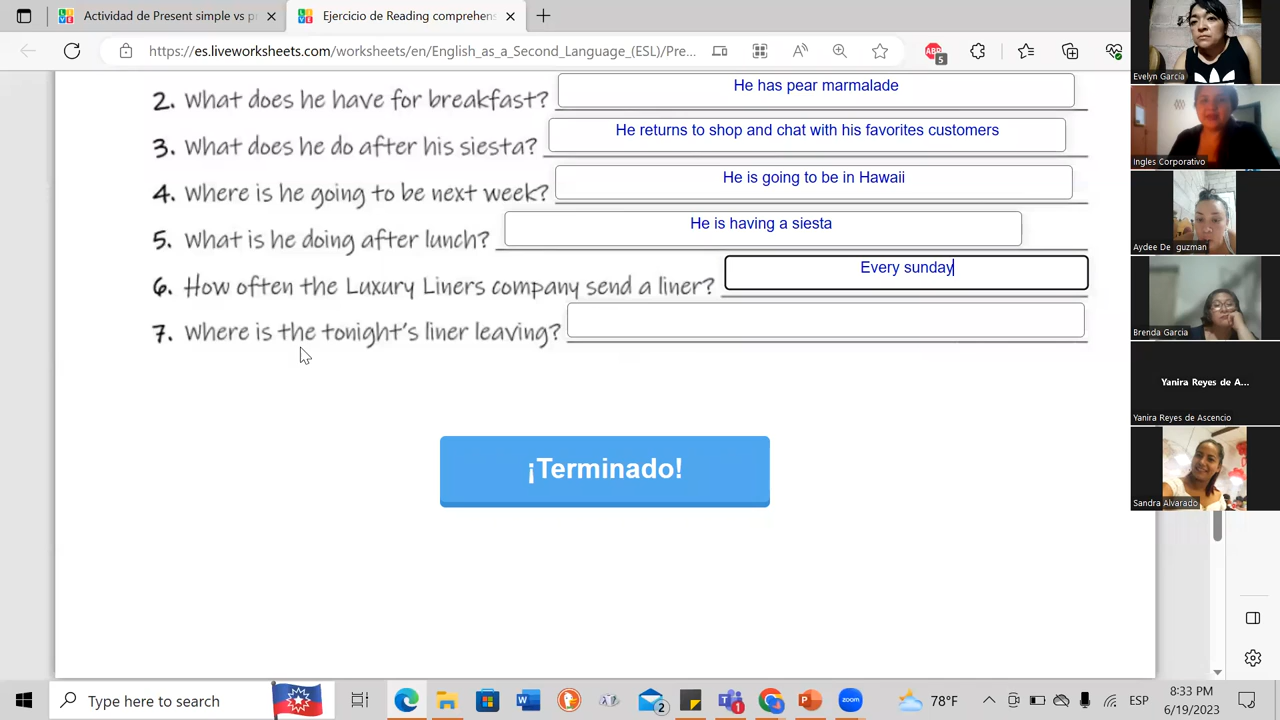 Actividad de Present simple vs p
Ejercicio de Reading comprehens
https://es.liveworksheets.com/worksheets/en/English_as_a_Second_Language_(ESL)/Pre...
5
2. What does he have for breakfast? He has pear marmalade
3. What does he do after his siesta? He returns to shop and chat with his favorites customers
4. Where is he going to be next week? He is going to be in Hawaii
5. What is he doing after lunch? He is having a siesta
6. How often the Luxury Liners company send a liner? Every sunday
7. Where is the tonight's liner leaving?
¡Terminado!
Evelyn García
Ingles Corporativo
Aydee De guzman
Brenda Garcia
Yanira Reyes de A...
Yanira Reyes de Ascencio
Sandra Alvarado
Type here to search
2
1
zoom
78°F
ESP
8:33 PM
6/19/2023